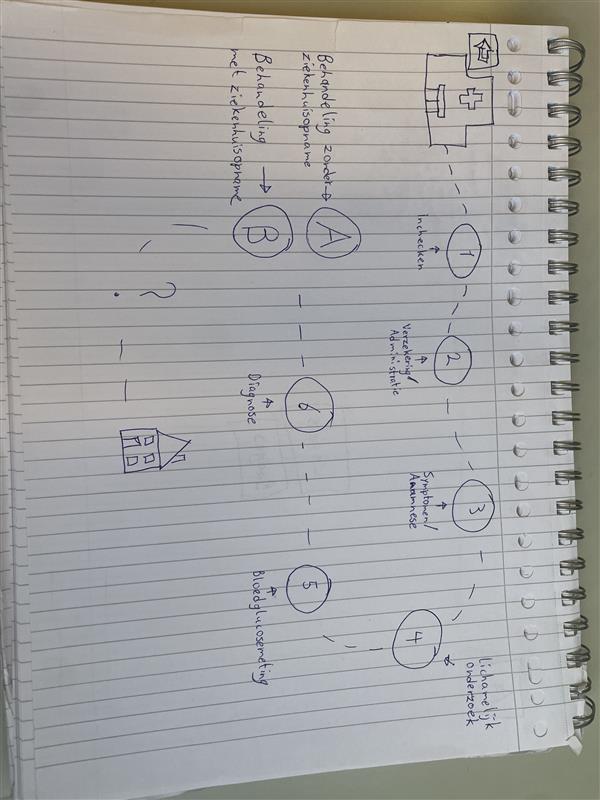 1
inchecken
2
Verzekering/
Administratie
3
Symptomen/
Anamnese
lichamelijk
onderzoek
4
5
Bloedglucosemeting
6
Diagnose
A
Behandeling zonder
ziekenhuisopname
B
Behandeling
met ziekenhuisopname
?